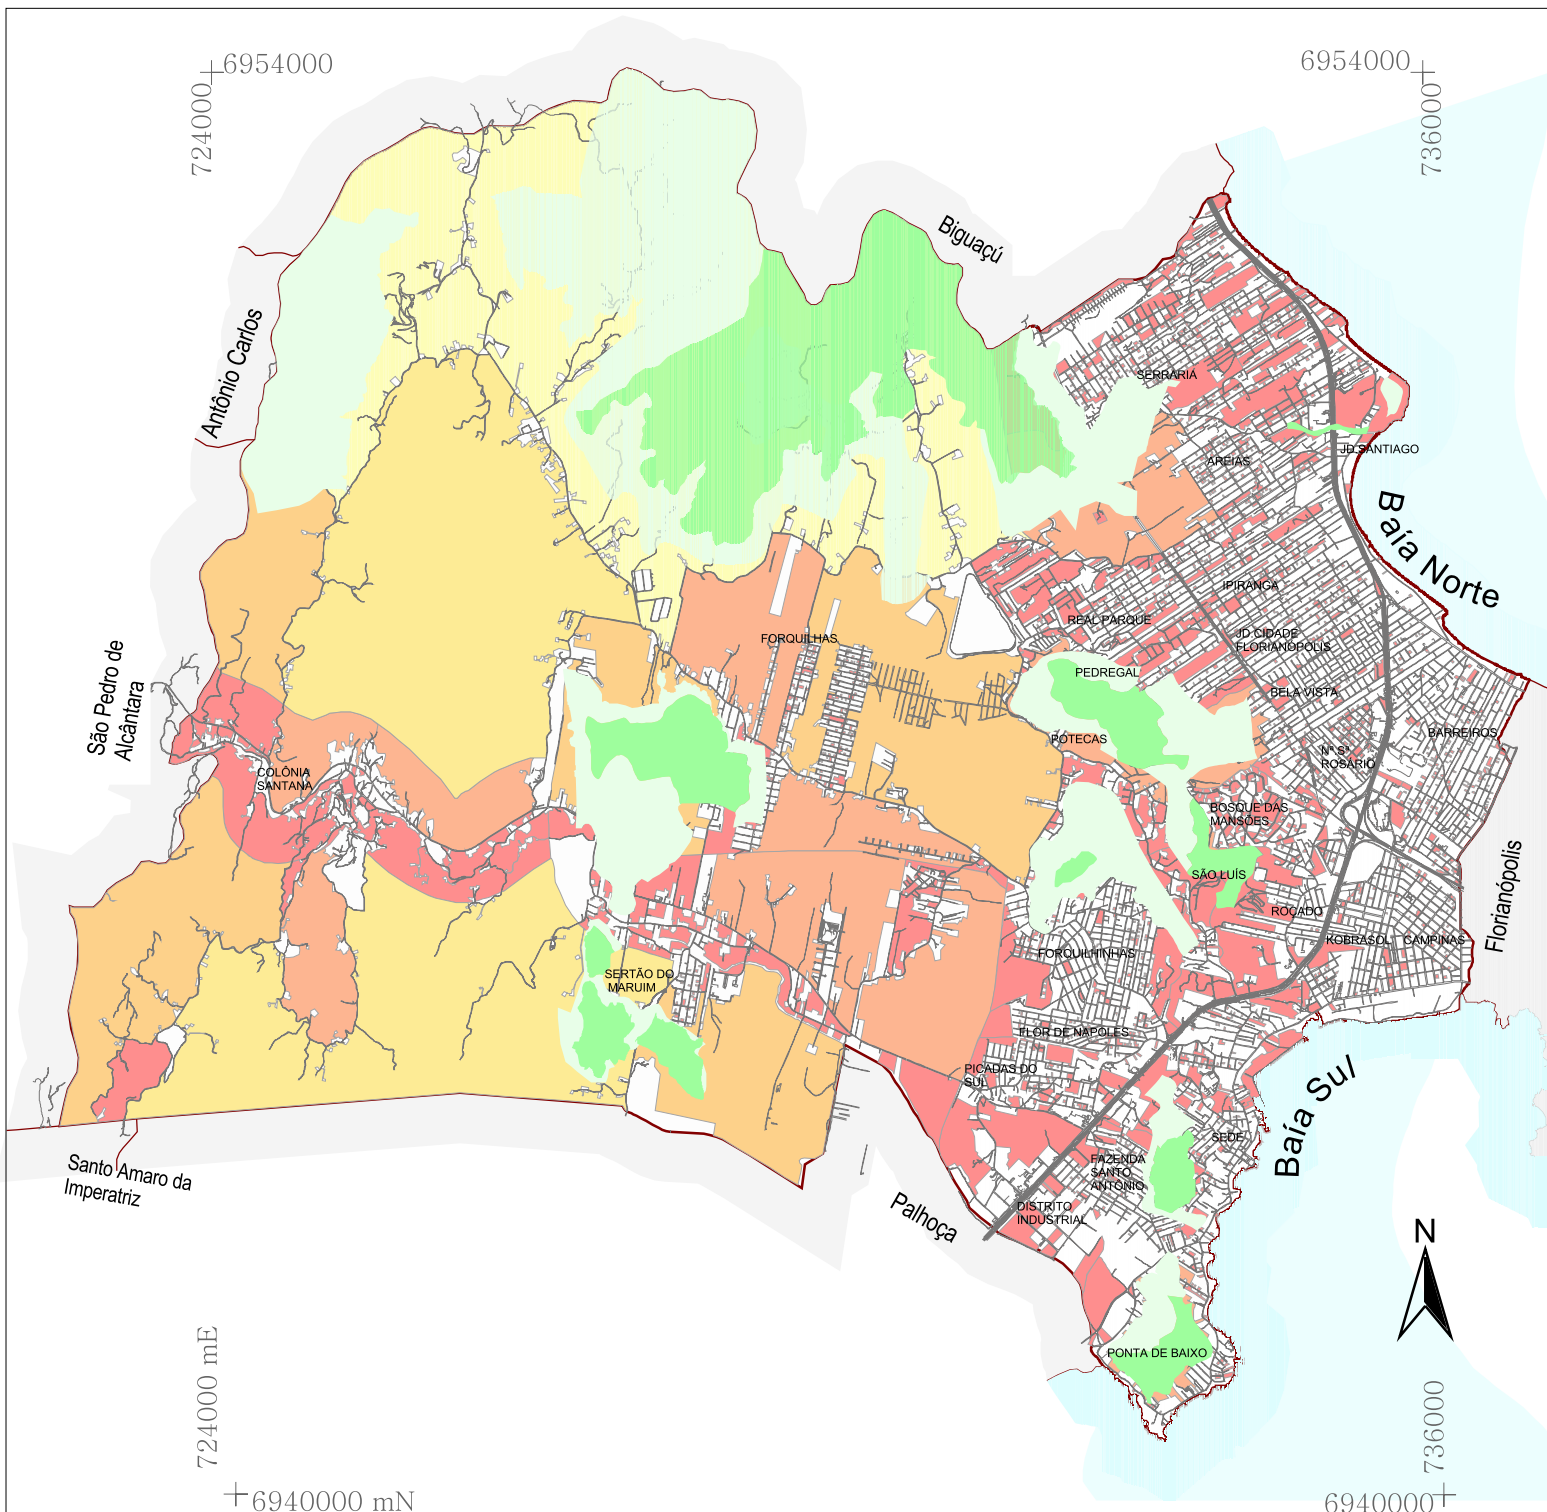 6954000
6954000
724000
736000
Biguaçú
Antônio Carlos
SERRARIA
JD SANTIAGO
AREIAS
Baía Norte
IPIRANGA
REAL PARQUE
FORQUILHAS
JD CIDADE
FLORIANÓPOLIS
São Pedro de
Alcântara
PEDREGAL
BELA VISTA
BARREIROS
POTECAS
Nª Sª
ROSÁRIO
COLÔNIA
SANTANA
BOSQUE DAS
MANSÕES
SÃO LUÍS
Florianópolis
ROÇADO
KOBRASOL
CAMPINAS
FORQUILHINHAS
SERTÃO DO
MARUIM
FLOR DE NAPOLES
PICADAS DO
SUL
Baía Sul
SEDE
FAZENDA
SANTO
ANTONIO
Santo Amaro da
Imperatriz
Palhoça
DISTRITO
INDUSTRIAL
N
PONTA DE BAIXO
724000 mE
736000
6940000 mN
6940000